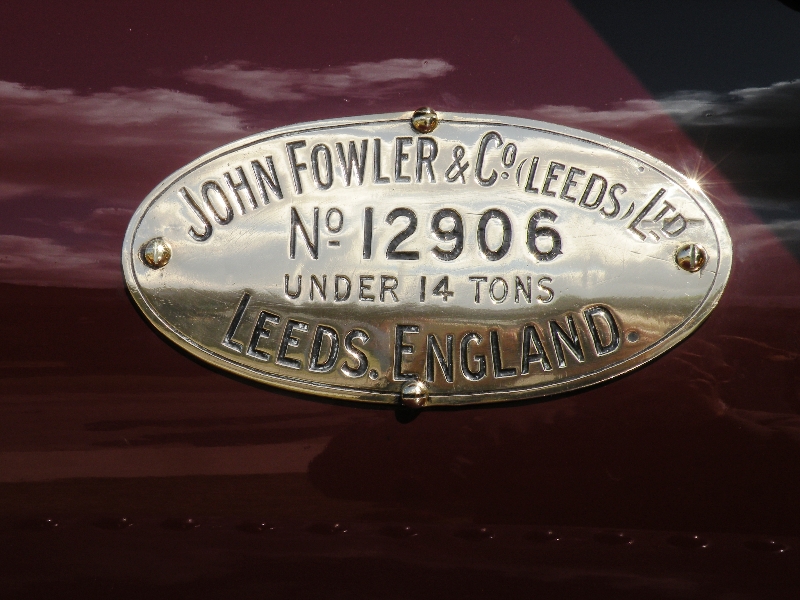 JOHN FOWLER & Cº. (LEEDS) LTD
Nº 12906
UNDER 14 TONS
LEEDS. ENGLAND.